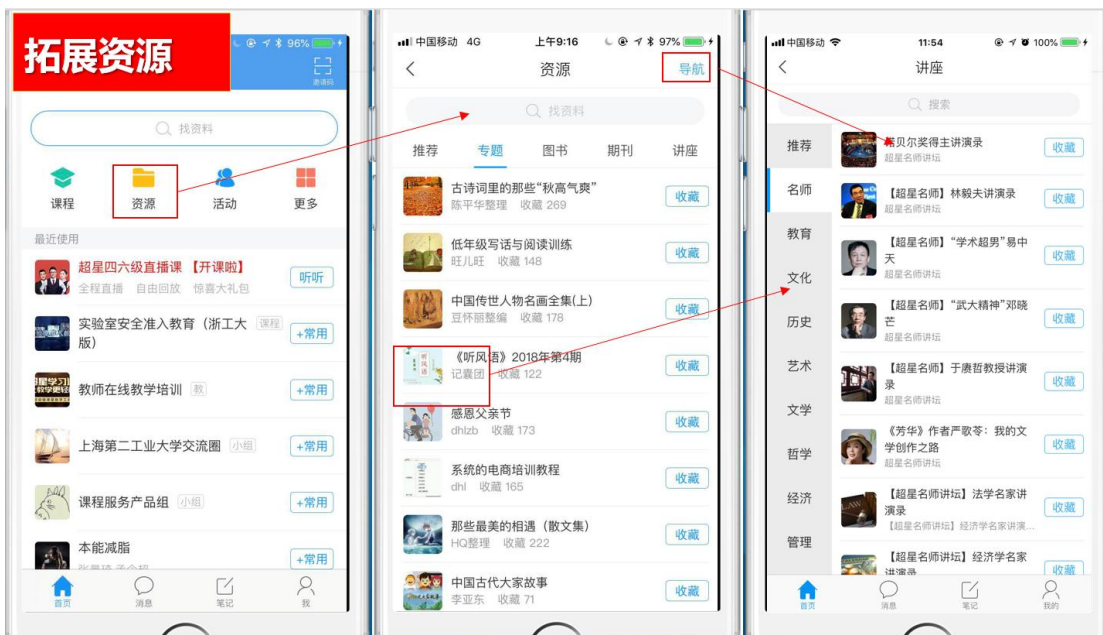 拓展资源
96%
邀请码
找资料
课程
资源
活动
更多
最近使用
超星四六级直播课 【开课啦】
全程直播 自由回放 惊喜大礼包
听听
实验室安全准入教育（浙工大版）
课程
+常用
教师在线教学培训
教
+常用
上海第二工业大学交流圈
小组
+常用
课程服务产品组
小组
+常用
本能减脂
+常用
首页
消息
笔记
我
中国移动 4G
上午9:16
97%
资源
导航
找资料
推荐
专题
图书
期刊
讲座
古诗词里的那些“秋高气爽”
陈平华整理 收藏 269
收藏
低年级写话与阅读训练
旺儿旺 收藏 148
收藏
中国传世人物名画全集(上)
豆怀丽整编 收藏 178
收藏
《听风语》2018年第4期
记囊团 收藏 122
收藏
感恩父亲节
dhlzb 收藏 173
收藏
系统的电商培训教程
dhl 收藏 165
收藏
那些最美的相遇（散文集）
HQ整理 收藏 222
收藏
中国古代大家故事
李亚东 收藏 71
收藏
中国移动
11:54
100%
讲座
搜索
推荐
名师
教育
文化
历史
艺术
文学
哲学
经济
管理
诺贝尔奖得主讲演录
超星名师讲坛
收藏
【超星名师】林毅夫讲演录
超星名师讲坛
收藏
【超星名师】“学术超男”易中
天
超星名师讲坛
收藏
【超星名师】“武大精神”邓晓
芒
超星名师讲坛
收藏
【超星名师】于赓哲教授讲演
录
超星名师讲坛
收藏
《芳华》作者严歌苓：我的文
学创作之路
超星名师讲坛
收藏
【超星名师讲坛】法学名家讲
演录
【超星名师讲坛】经济学名家讲演...
收藏
【超星名师讲坛】经济学名家
讲演录
收藏
首页
消息
笔记
我的